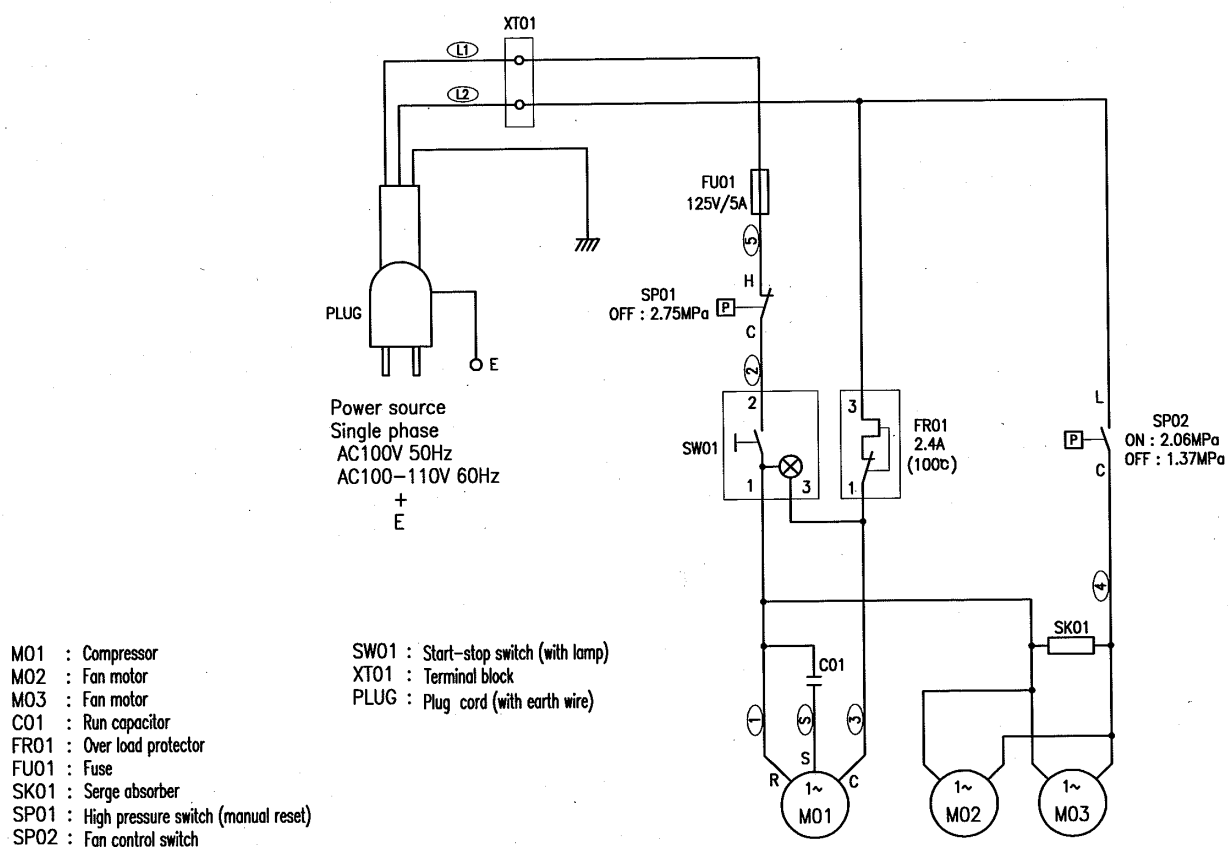 XT01
L1
L2
FU01
125V/5A
5
H
SP01
OFF : 2.75MPa
P
C
2
PLUG
E
Power source
Single phase
AC100V 50Hz
AC100-110V 60Hz
+
E
2
SW01
1
3
3
FR01
2.4A
(100℃)
1
L
SP02
ON : 2.06MPa
OFF : 1.37MPa
P
C
4
SK01
C01
1
S
3
S
R
C
1~
M01
1~
M02
1~
M03
M01 : Compressor
M02 : Fan motor
M03 : Fan motor
C01 : Run capacitor
FR01 : Over load protector
FU01 : Fuse
SK01 : Serge absorber
SP01 : High pressure switch (manual reset)
SP02 : Fan control switch
SW01 : Start-stop switch (with lamp)
XT01 : Terminal block
PLUG : Plug cord (with earth wire)